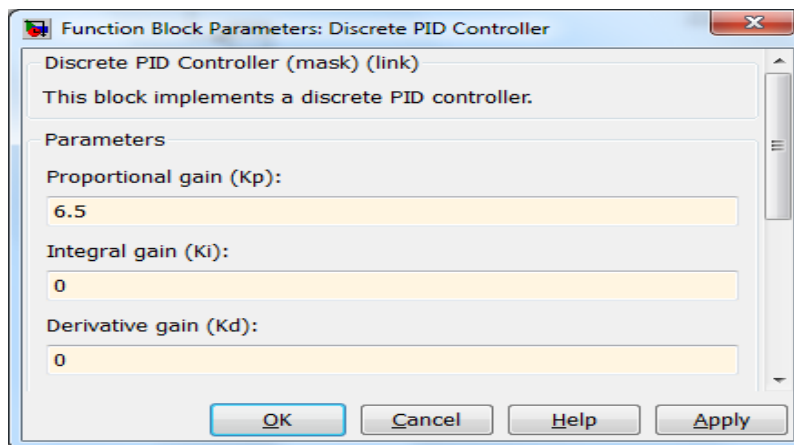 Function Block Parameters: Discrete PID Controller
Discrete PID Controller (mask) (link)
This block implements a discrete PID controller.
Parameters
Proportional gain (Kp):
6.5
Integral gain (Ki):
0
Derivative gain (Kd):
0
OK Cancel Help Apply